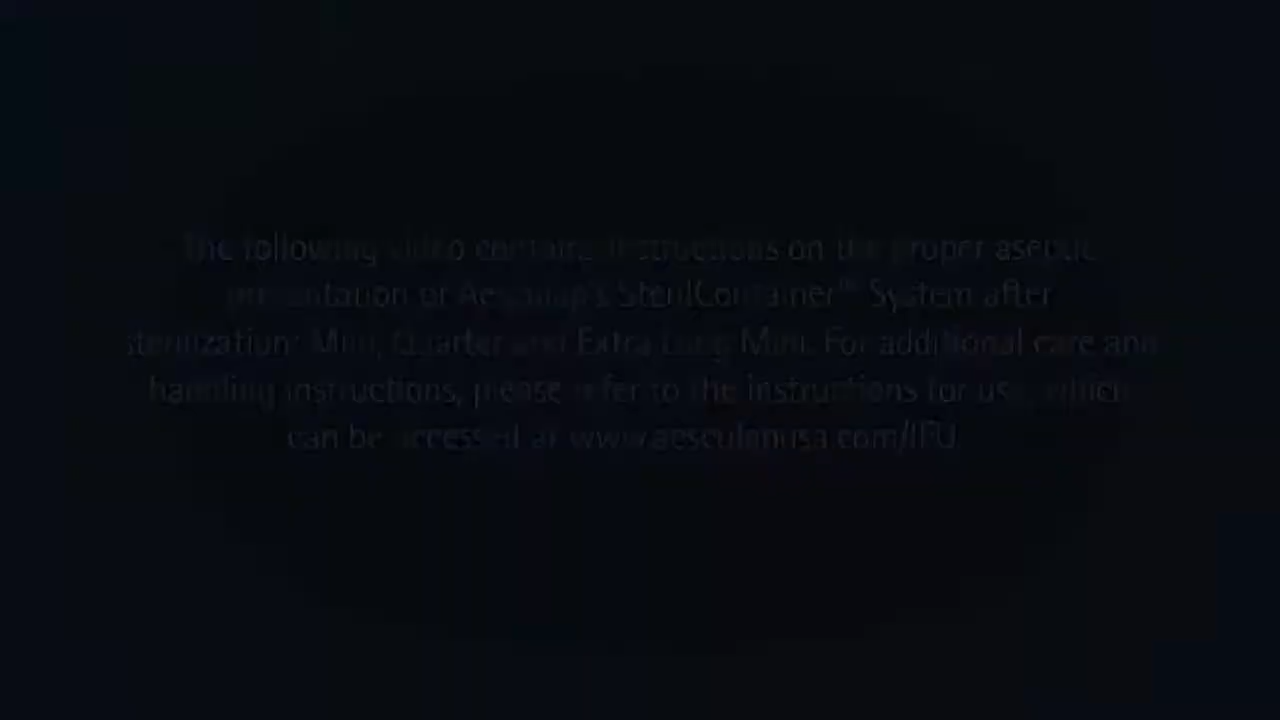 The following video contains instructions on the proper aseptic
presentation of Aesculap's SterilContainer™ System after
sterilization: Mini, Quarter and Extra Long Mini. For additional care and
handling instructions, please refer to the instructions for use, which
can be accessed at www.aesculapusa.com/IFU